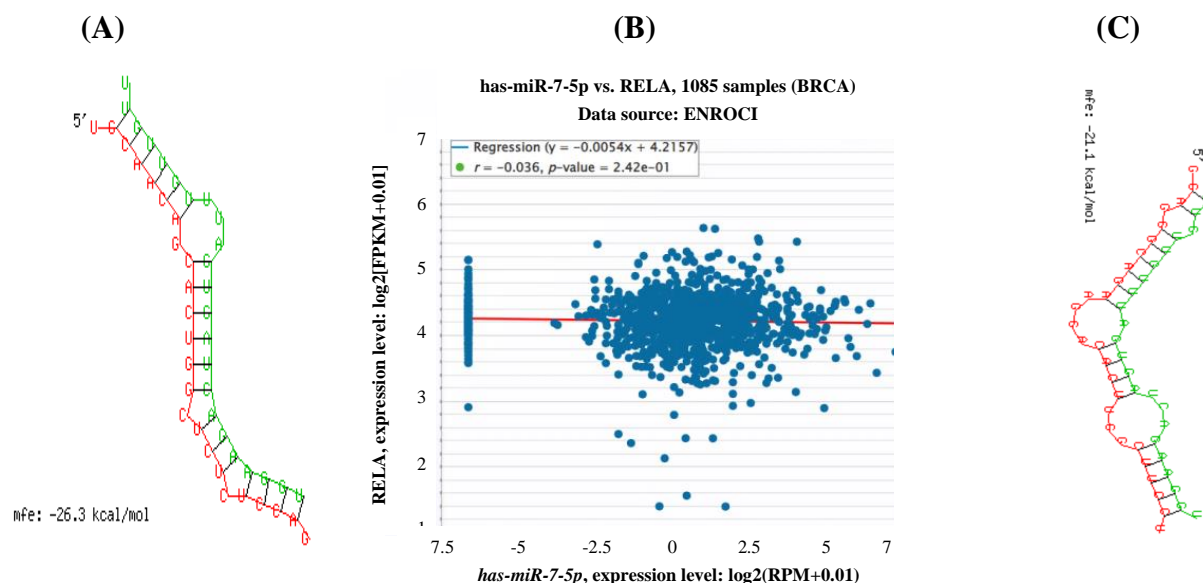 (A)
(B)
(C)
5'
mfe: -26.3 kcal/mol
has-miR-7-5p vs. RELA, 1085 samples (BRCA)
Data source: ENROCI
Regression (y = −0.0054x + 4.2157)
r = −0.036, p-value = 2.42e−01
RELA, expression level: log2[FPKM+0.01]
7
6
5
4
3
2
1
7.5
-5
-2.5
0
2.5
5
7
has-miR-7-5p, expression level: log2(RPM+0.01)
mfe: -21.1 kcal/mol
5'